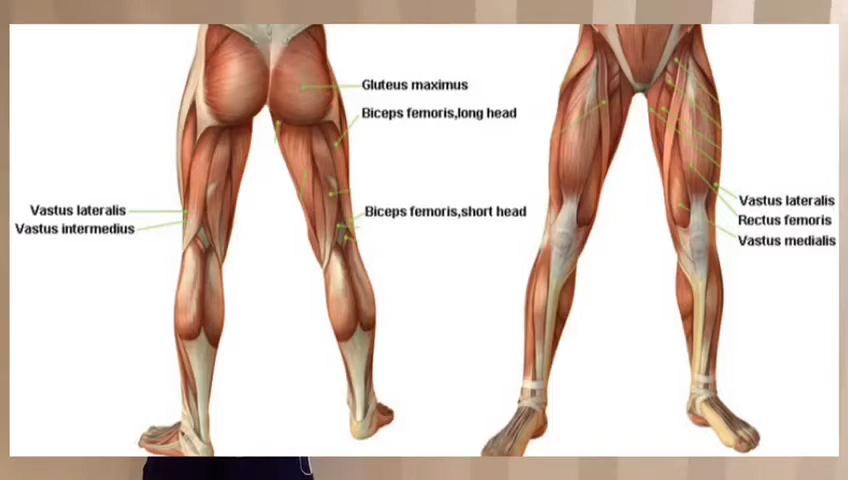 Gluteus maximus
Biceps femoris,long head
Vastus lateralis
Vastus intermedius
Biceps femoris,short head
Vastus lateralis
Rectus femoris
Vastus medialis